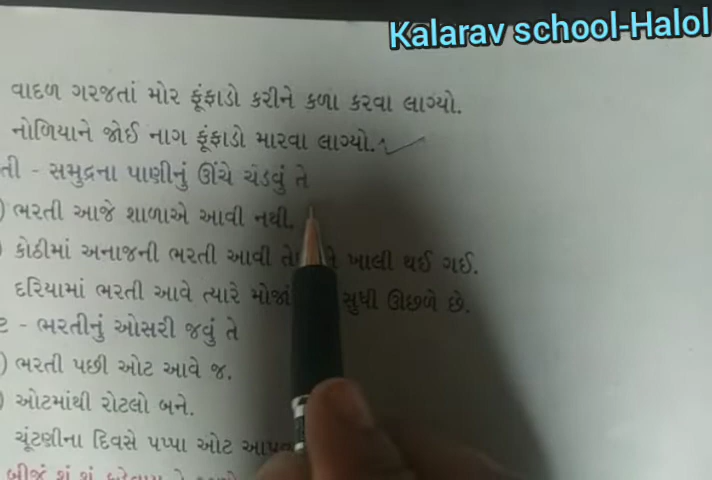 Kalarav school-Halol
વાદળ ગરજતાં મોર ફૂંફાડો કરીને કળા કરવા લાગ્યો.
નોળિયાને જોઈ નાગ ફૂંફાડો મારવા લાગ્યો.
તી - સમુદ્રના પાણીનું ઊંચે ચડવું તે
) ભરતી આજે શાળાએ આવી નથી.
) કોઠીમાં અનાજની ભરતી આવી ખાલી થઈ ગઈ.
દરિયામાં ભરતી આવે ત્યારે મોજાં સુધી ઊછળે છે.
ટ - ભરતીનું ઓસરી જવું તે
) ભરતી પછી ઓટ આવે જ.
) ઓટમાંથી રોટલો બને.
ચૂંટણીના દિવસે પપ્પા ઓટ